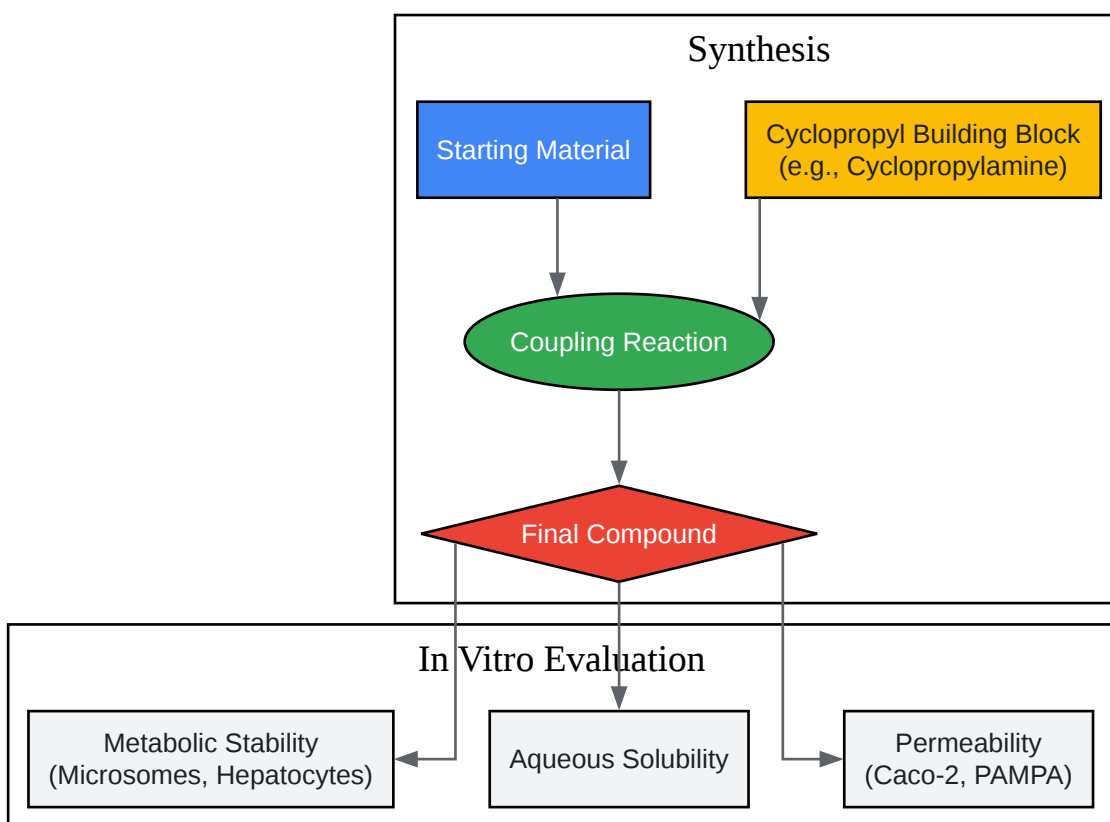 Synthesis
Starting Material
Cyclopropyl Building Block
(e.g., Cyclopropylamine)
Coupling Reaction
Final Compound
In Vitro Evaluation
Metabolic Stability
(Microsomes, Hepatocytes)
Aqueous Solubility
Permeability
(Caco-2, PAMPA)